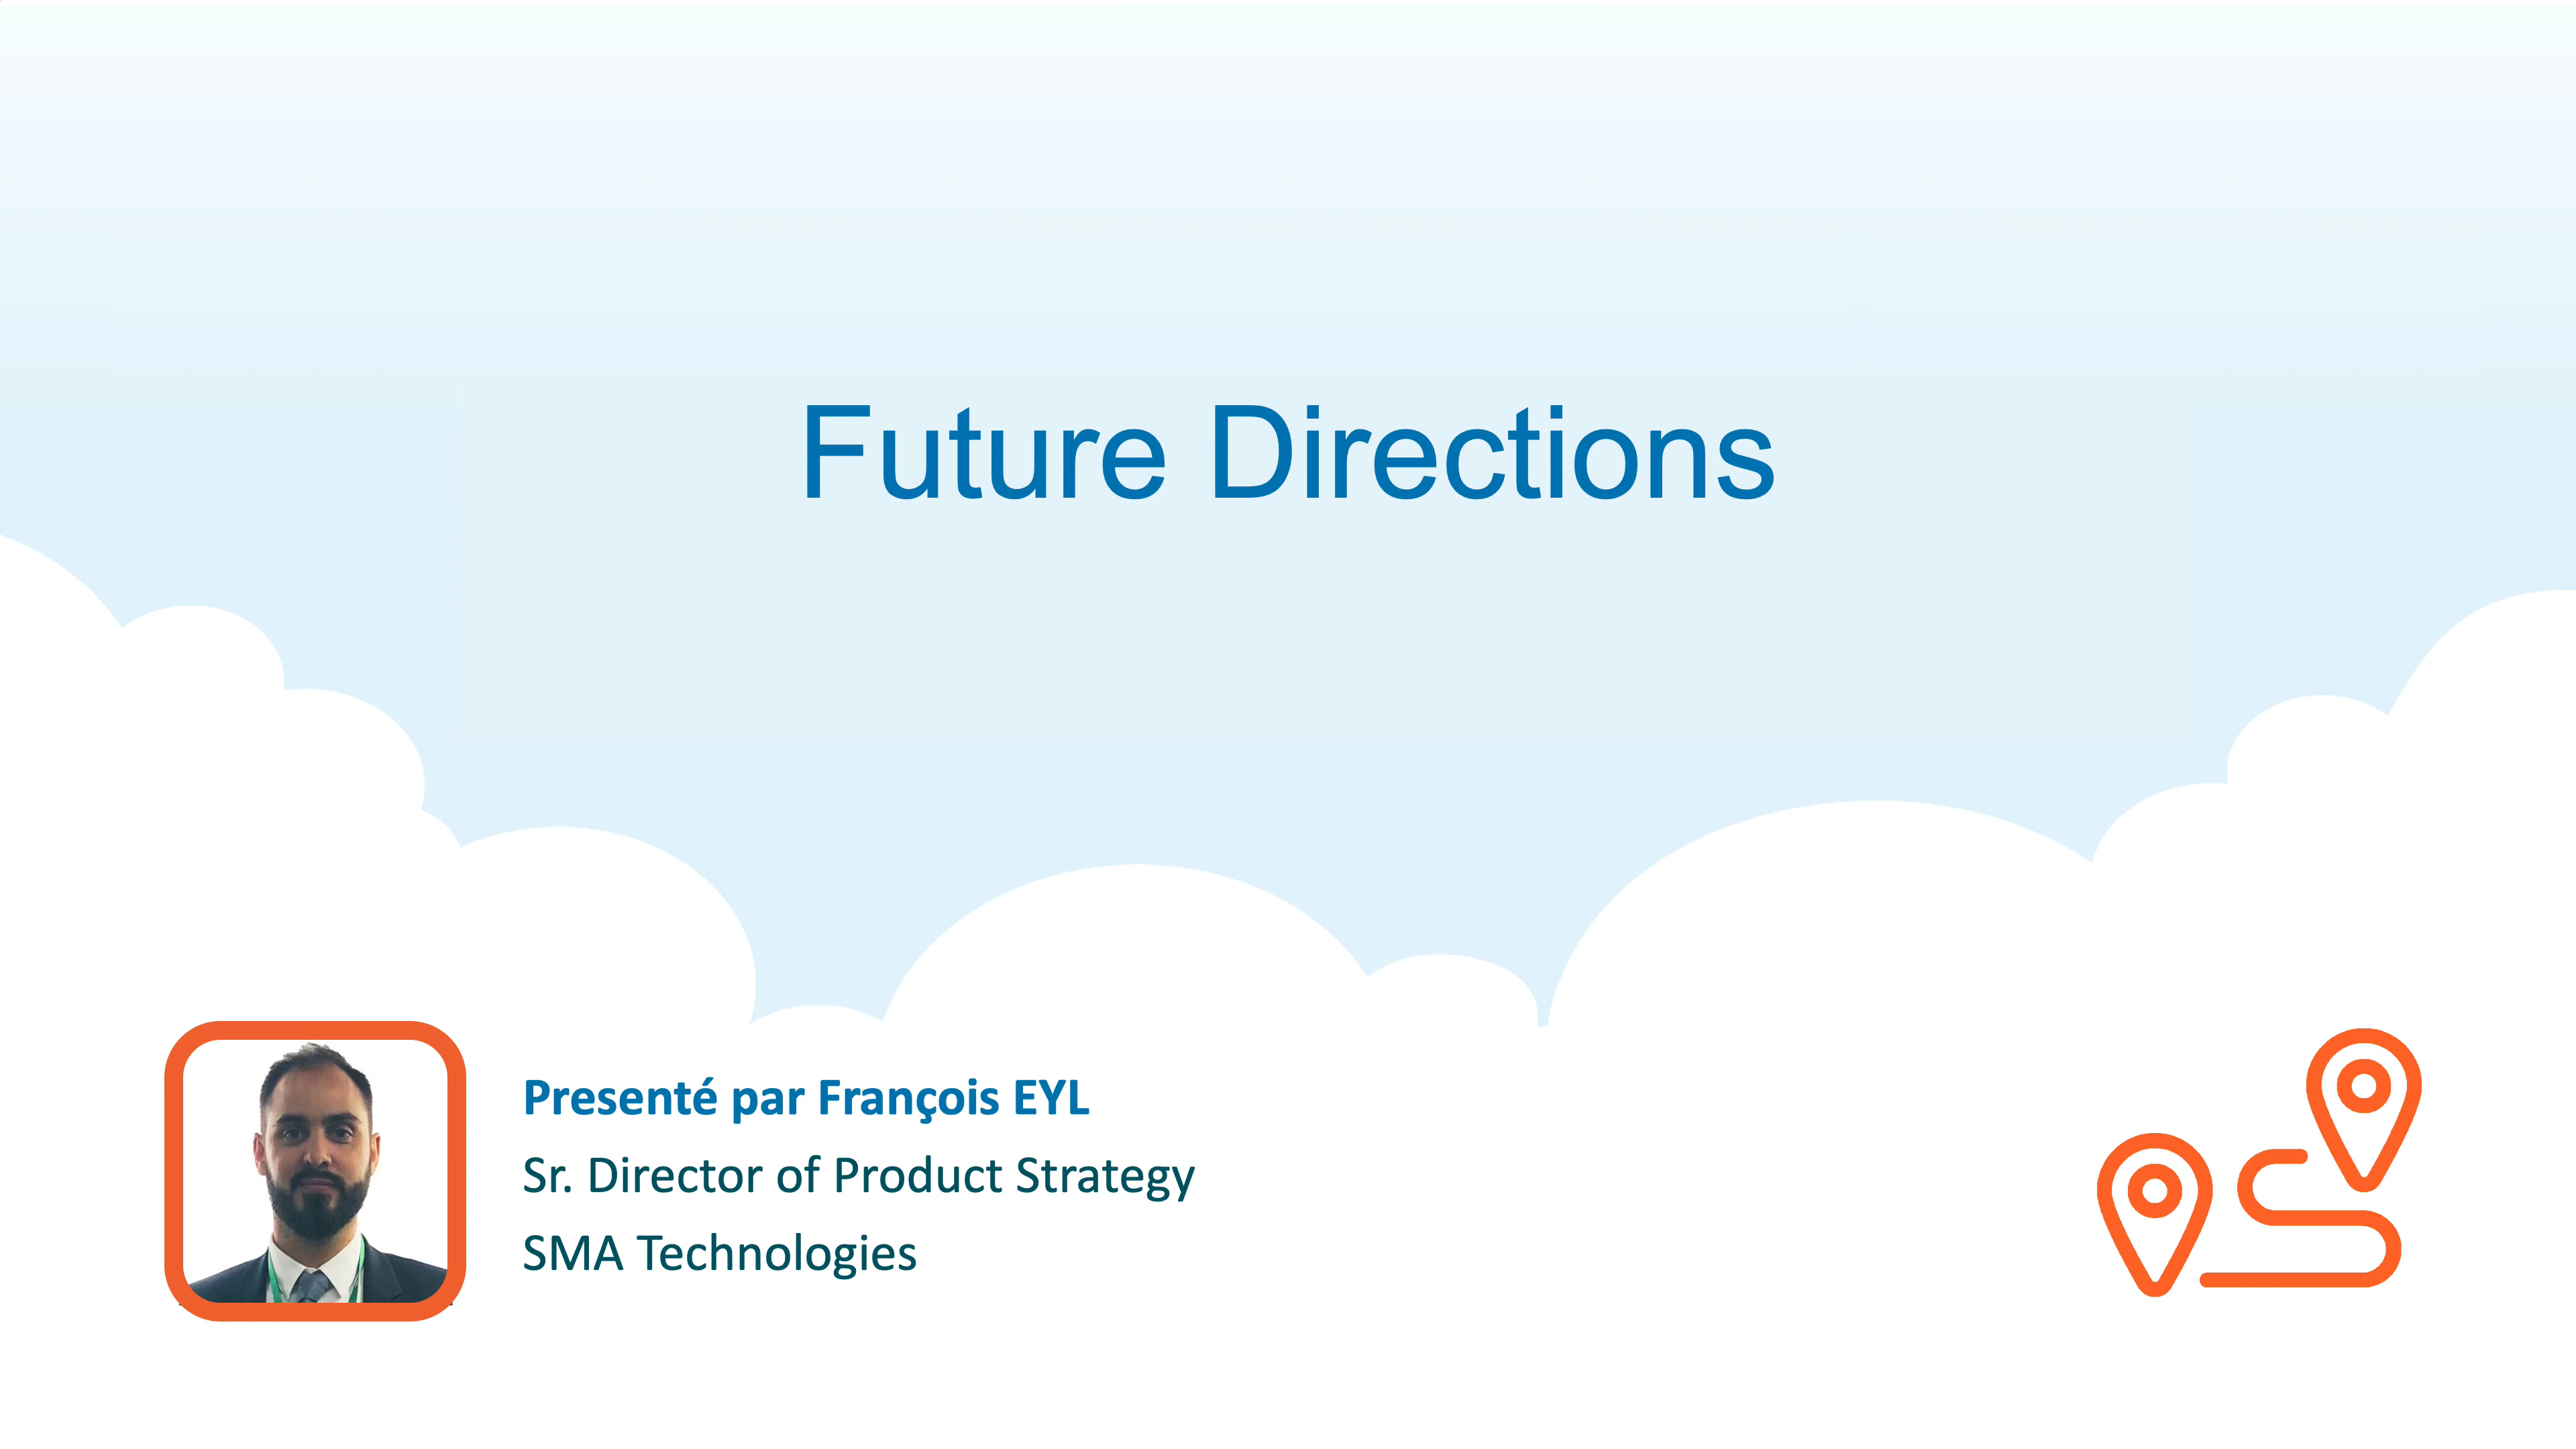 Future Directions
Presenté par François EYL
Sr. Director of Product Strategy
SMA Technologies